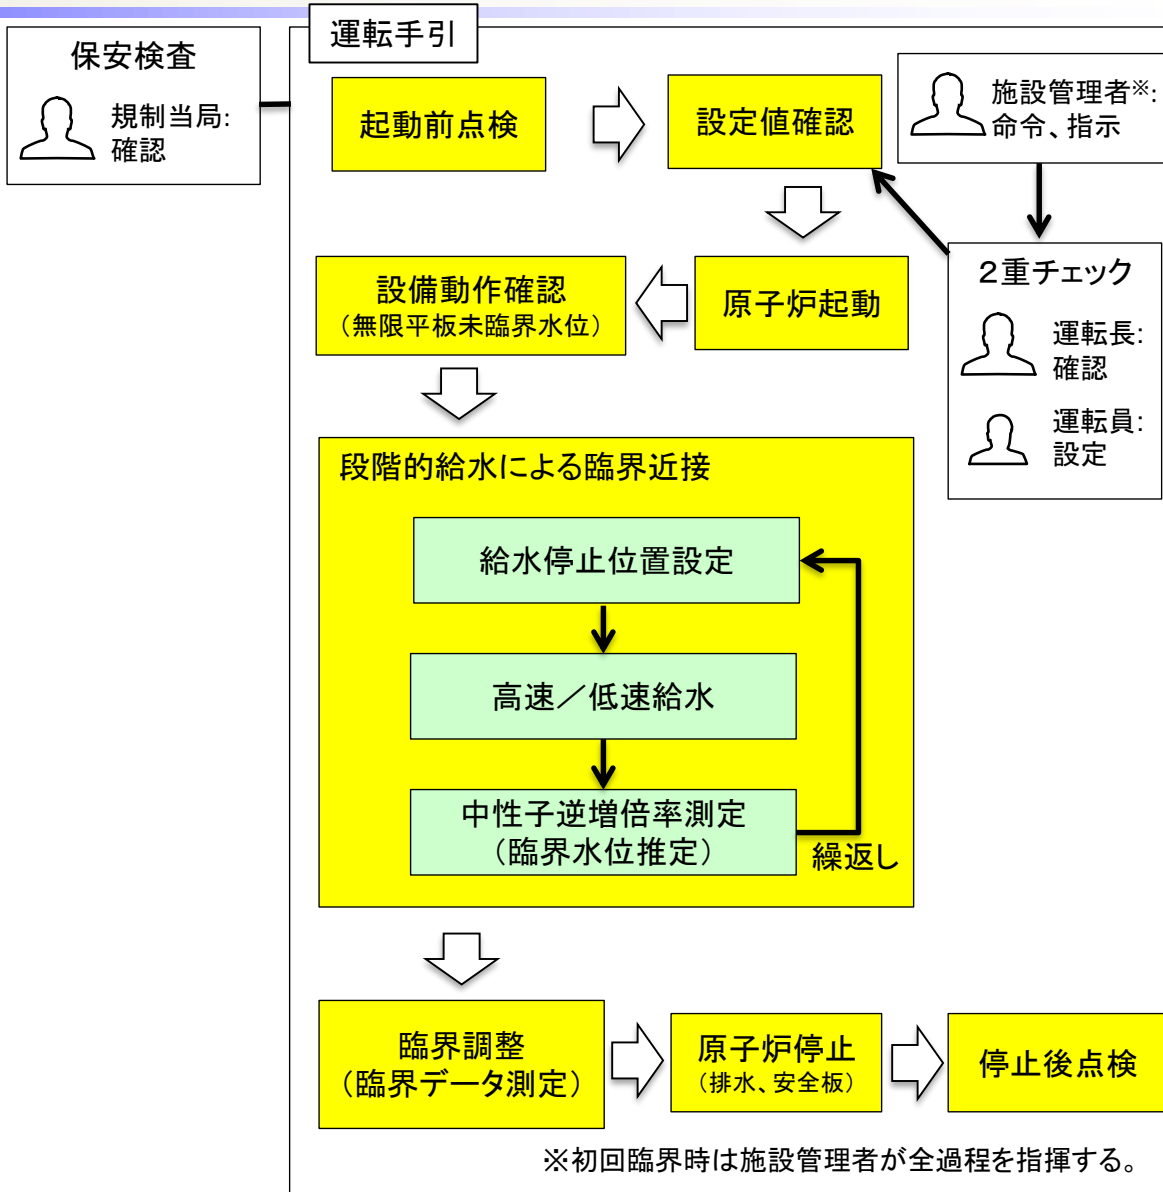 運転手引
保安検査
規制当局:
確認
起動前点検
設定値確認
施設管理者※:
命令、指示
設備動作確認
（無限平板未臨界水位）
原子炉起動
２重チェック
運転長:
確認
運転員:
設定
段階的給水による臨界近接
給水停止位置設定
高速／低速給水
中性子逆増倍率測定
（臨界水位推定）
繰返し
臨界調整
（臨界データ測定）
原子炉停止
（排水、安全板）
停止後点検
※初回臨界時は施設管理者が全過程を指揮する。